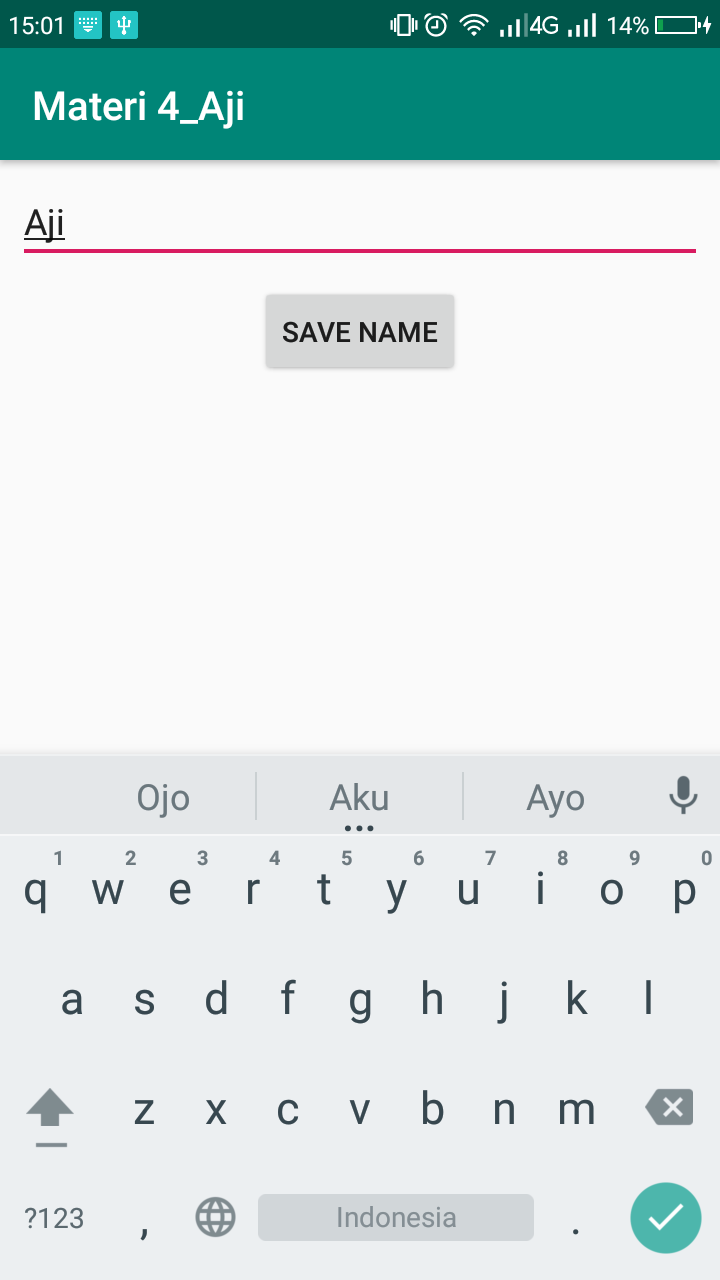 15:01 4G 14%
Materi 4_Aji
Aji
SAVE NAME
Ojo Aku Ayo
...
1 2 3 4 5 6 7 8 9 0
q w e r t y u i o p
a s d f g h j k l
z x c v b n m
?123 , Indonesia .